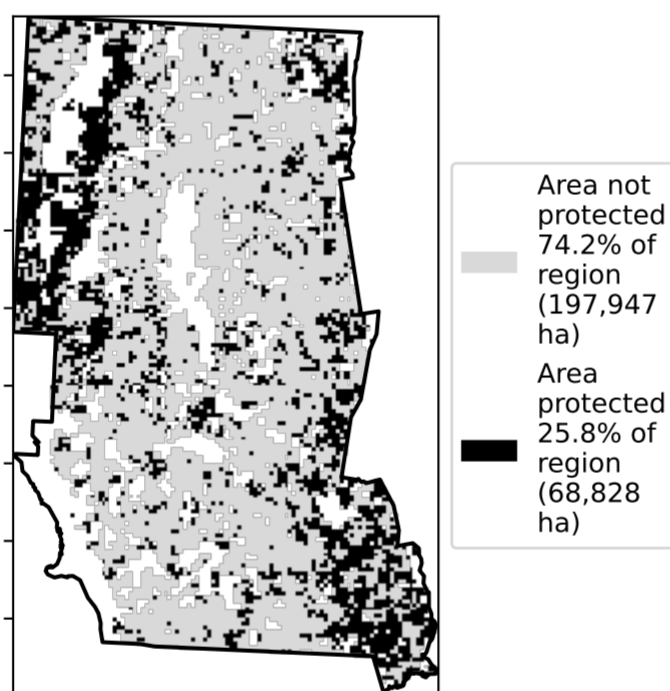 Area not
protected
74.2% of
region
(197,947
ha)
Area
protected
25.8% of
region
(68,828
ha)